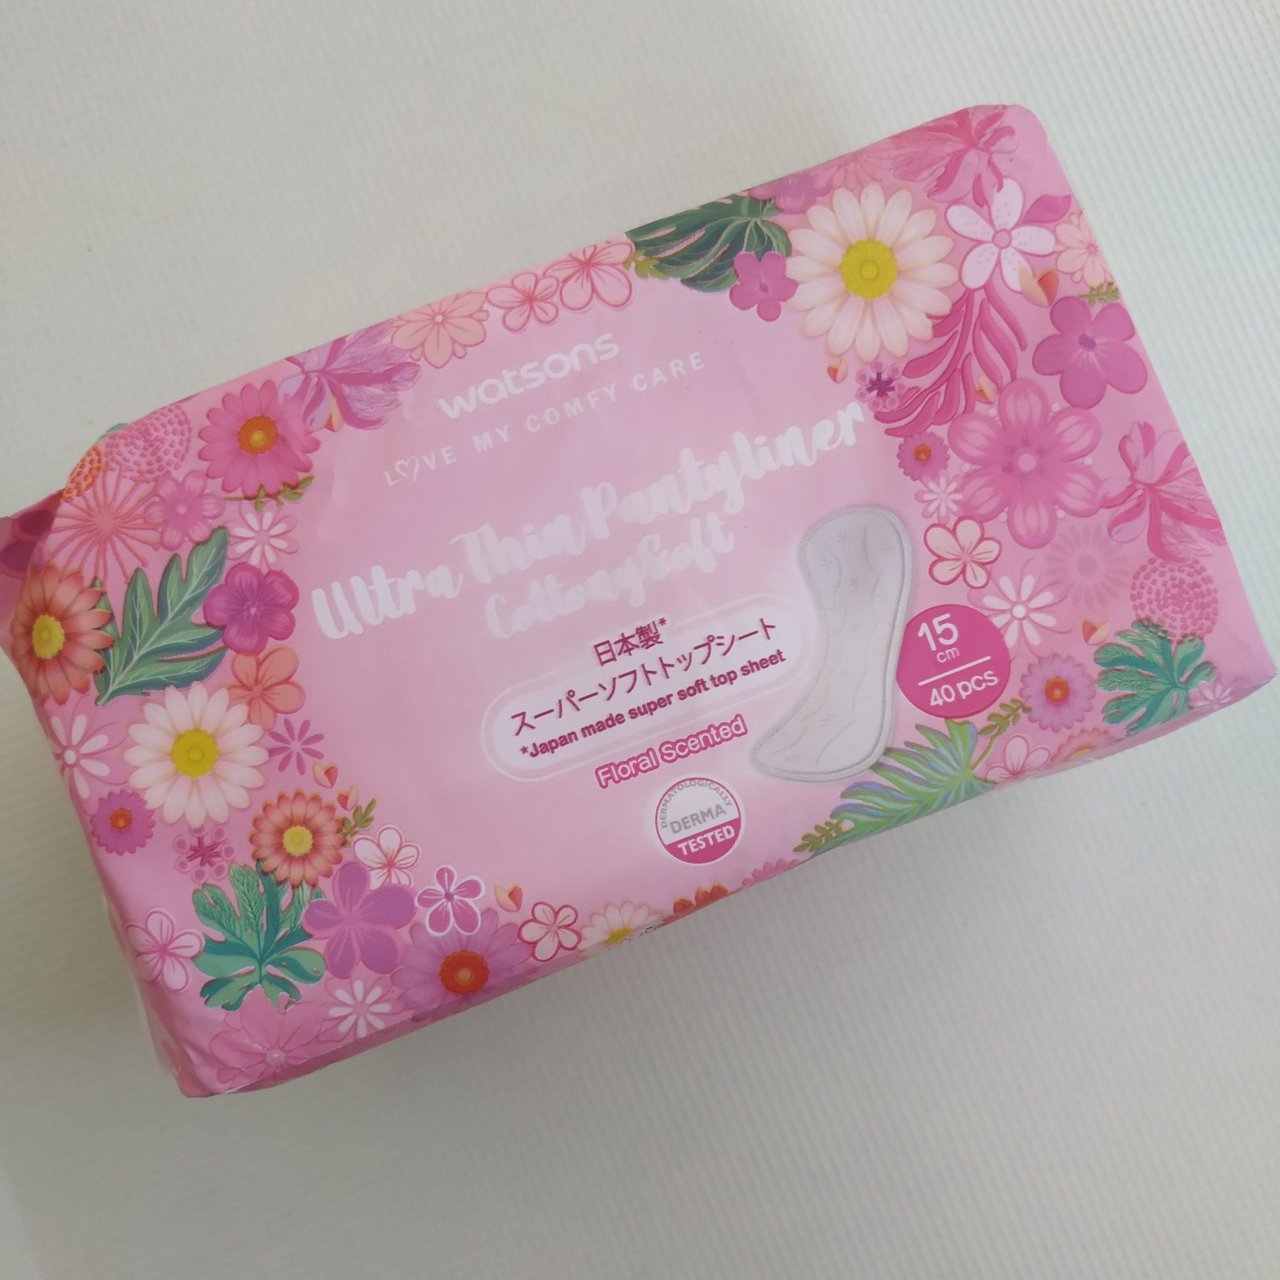 watsons
LOVE MY COMFY CARE
Ultra Thin Pantyliner
Cottony Soft
日本製*
スーパーソフトトップシート
*Japan made super soft top sheet
Floral Scented
DERMATOLOGICALLY
DERMA
TESTED
15
cm
40 pcs